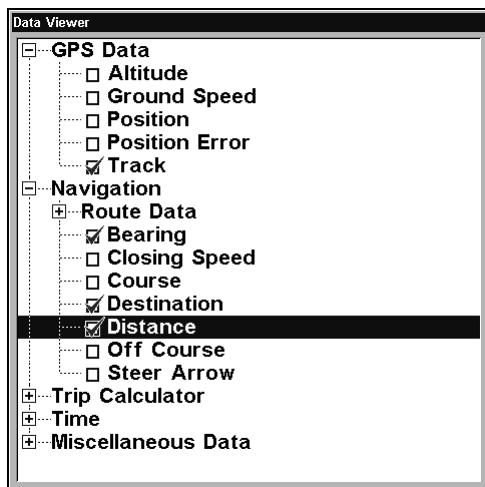 Data Viewer
GPS Data
Altitude
Ground Speed
Position
Position Error
Track
Navigation
Route Data
Bearing
Closing Speed
Course
Destination
Distance
Off Course
Steer Arrow
Trip Calculator
Time
Miscellaneous Data